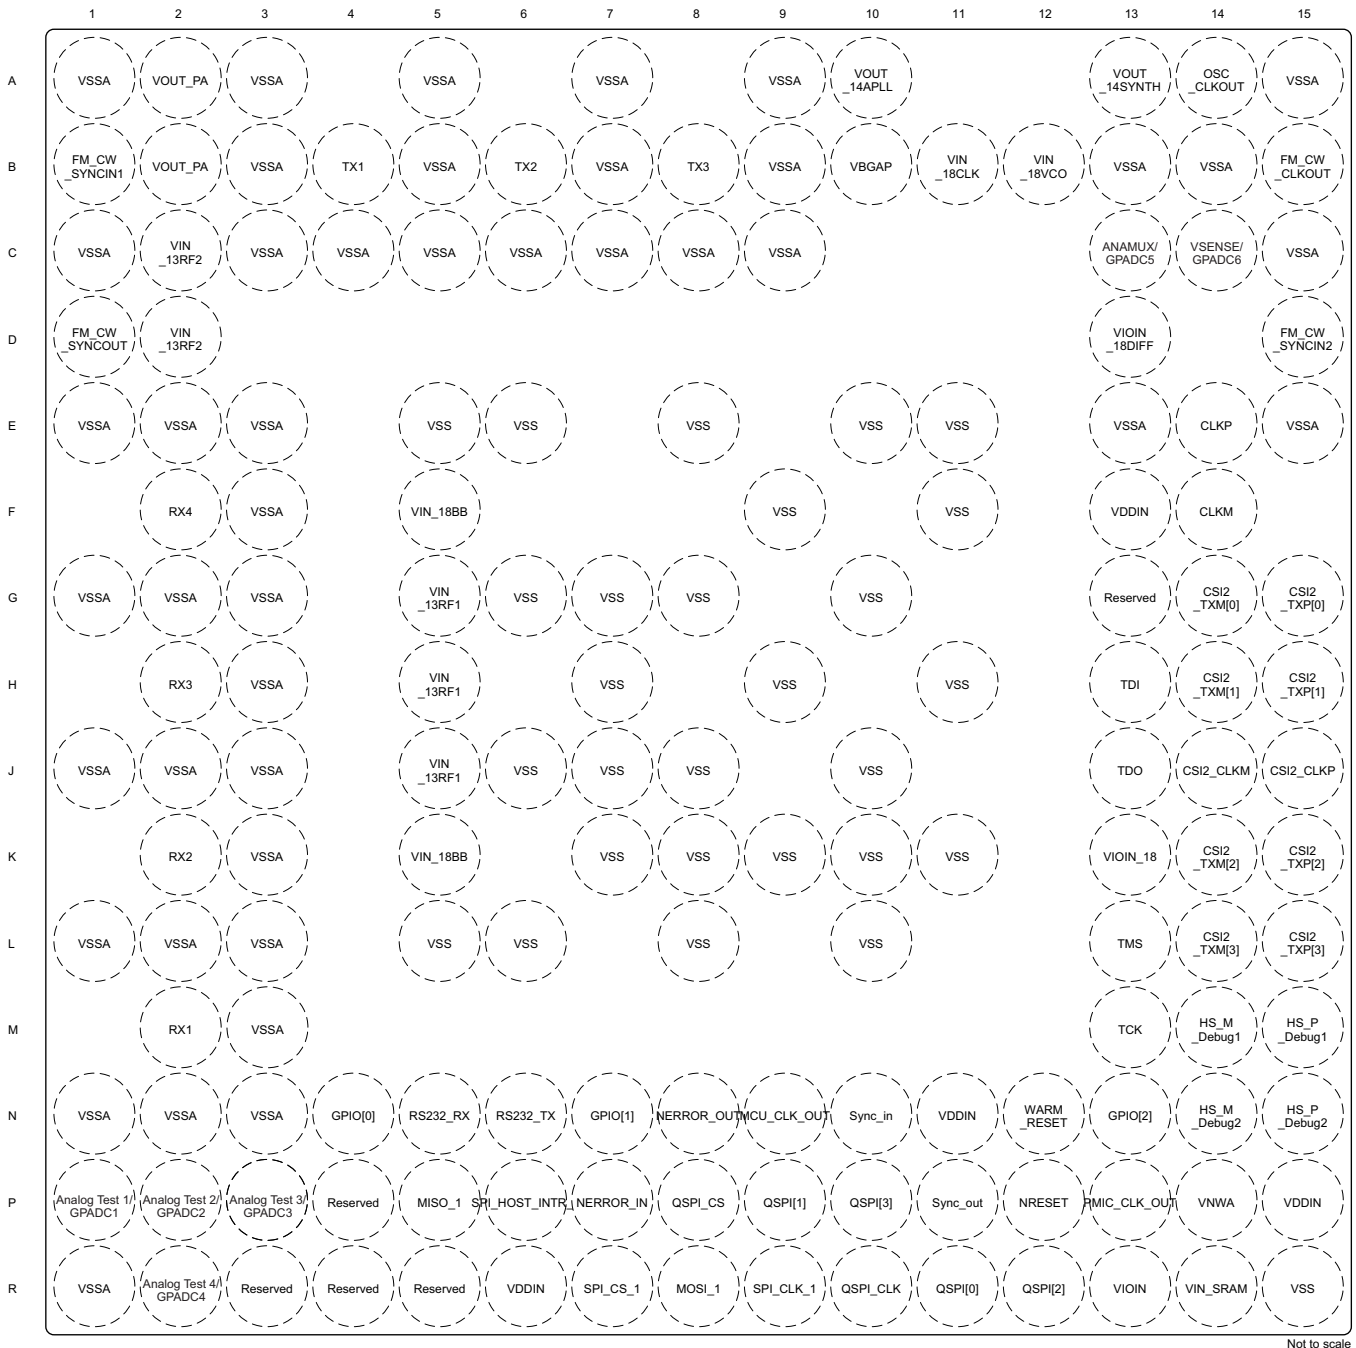 1 2 3 4 5 6 7 8 9 10 11 12 13 14 15
A VSSA VOUT_PA VSSA VSSA VSSA VSSA VOUT _14APLL VOUT _14SYNTH OSC _CLKOUT VSSA
B FM_CW _SYNCIN1 VOUT_PA VSSA TX1 VSSA TX2 VSSA TX3 VSSA VBGAP VIN _18CLK VIN _18VCO VSSA VSSA FM_CW _CLKOUT
C VSSA VIN _13RF2 VSSA VSSA VSSA VSSA VSSA VSSA VSSA ANAMUX/ GPADC5 VSENSE/ GPADC6 VSSA
D FM_CW _SYNCOUT VIN _13RF2 VIOIN _18DIFF FM_CW _SYNCIN2
E VSSA VSSA VSSA VSS VSS VSS VSS VSS VSSA CLKP VSSA
F RX4 VSSA VIN_18BB VSS VSS VDDIN CLKM
G VSSA VSSA VSSA VIN _13RF1 VSS VSS VSS VSS Reserved CSI2 _TXM[0] CSI2 _TXP[0]
H RX3 VSSA VIN _13RF1 VSS VSS VSS TDI CSI2 _TXM[1] CSI2 _TXP[1]
J VSSA VSSA VSSA VIN _13RF1 VSS VSS VSS VSS TDO CSI2_CLKM CSI2_CLKP
K RX2 VSSA VIN_18BB VSS VSS VSS VSS VSS VIOIN_18 CSI2 _TXM[2] CSI2 _TXP[2]
L VSSA VSSA VSSA VSS VSS VSS VSS TMS CSI2 _TXM[3] CSI2 _TXP[3]
M RX1 VSSA TCK HS_M _Debug1 HS_P _Debug1
N VSSA VSSA VSSA GPIO[0] RS232_RX RS232_TX GPIO[1] NERROR_OUT MCU_CLK_OUT Sync_in VDDIN WARM _RESET GPIO[2] HS_M _Debug2 HS_P _Debug2
P Analog Test 1/ GPADC1 Analog Test 2/ GPADC2 Analog Test 3/ GPADC3 Reserved MISO_1 SPI_HOST_INTR_ NERROR_IN QSPI_CS QSPI[1] QSPI[3] Sync_out NRESET PMIC_CLK_OUT VNWA VDDIN
R VSSA Analog Test 4/ GPADC4 Reserved Reserved Reserved VDDIN SPI_CS_1 MOSI_1 SPI_CLK_1 QSPI_CLK QSPI[0] QSPI[2] VIOIN VIN_SRAM VSS
Not to scale